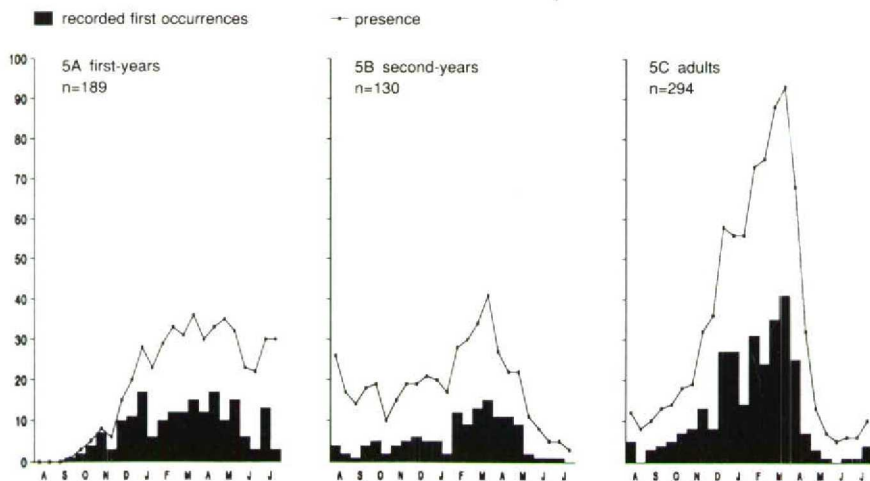 recorded first occurrences presence
5A first-years
n=189
5B second-years
n=130
5C adults
n=294
100
90
80
70
60
50
40
30
20
10
0
A S O N D J F M A M J J
A S O N D J F M A M J J
A S O N D J F M A M J J